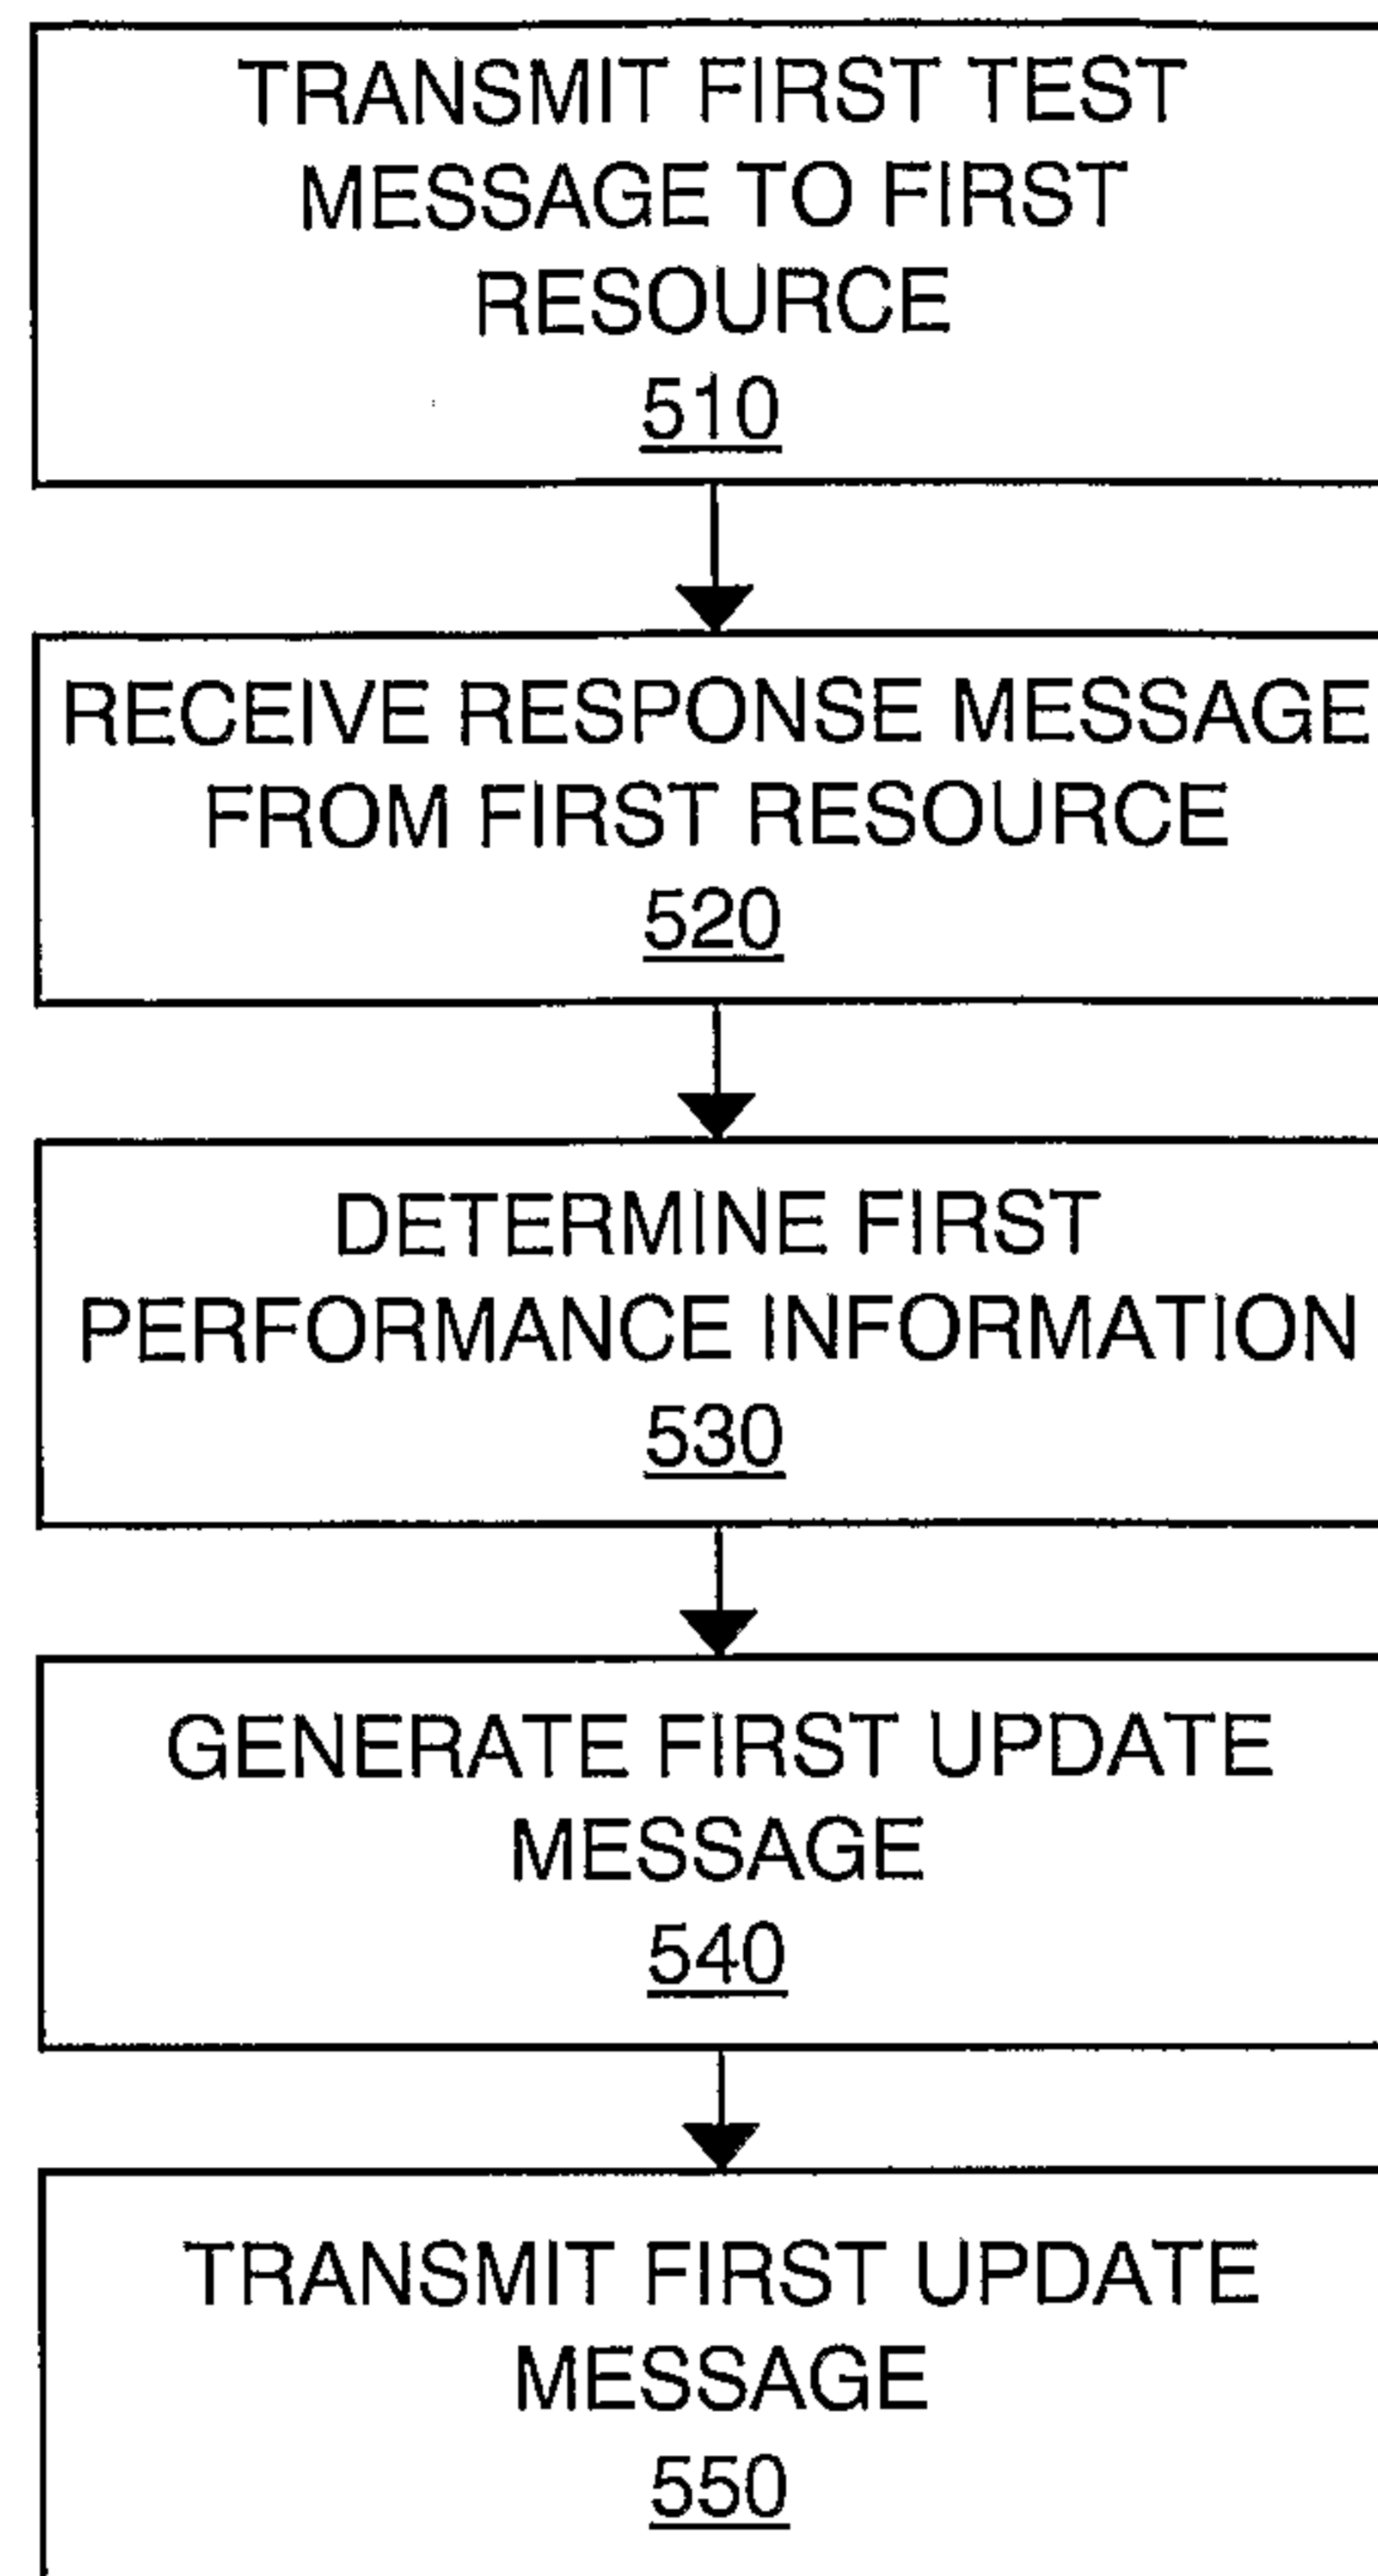 TRANSMIT FIRST TEST
MESSAGE TO FIRST
RESOURCE
510
RECEIVE RESPONSE MESSAGE
FROM FIRST RESOURCE
520
DETERMINE FIRST
PERFORMANCE INFORMATION
530
GENERATE FIRST UPDATE
MESSAGE
540
TRANSMIT FIRST UPDATE
MESSAGE
550